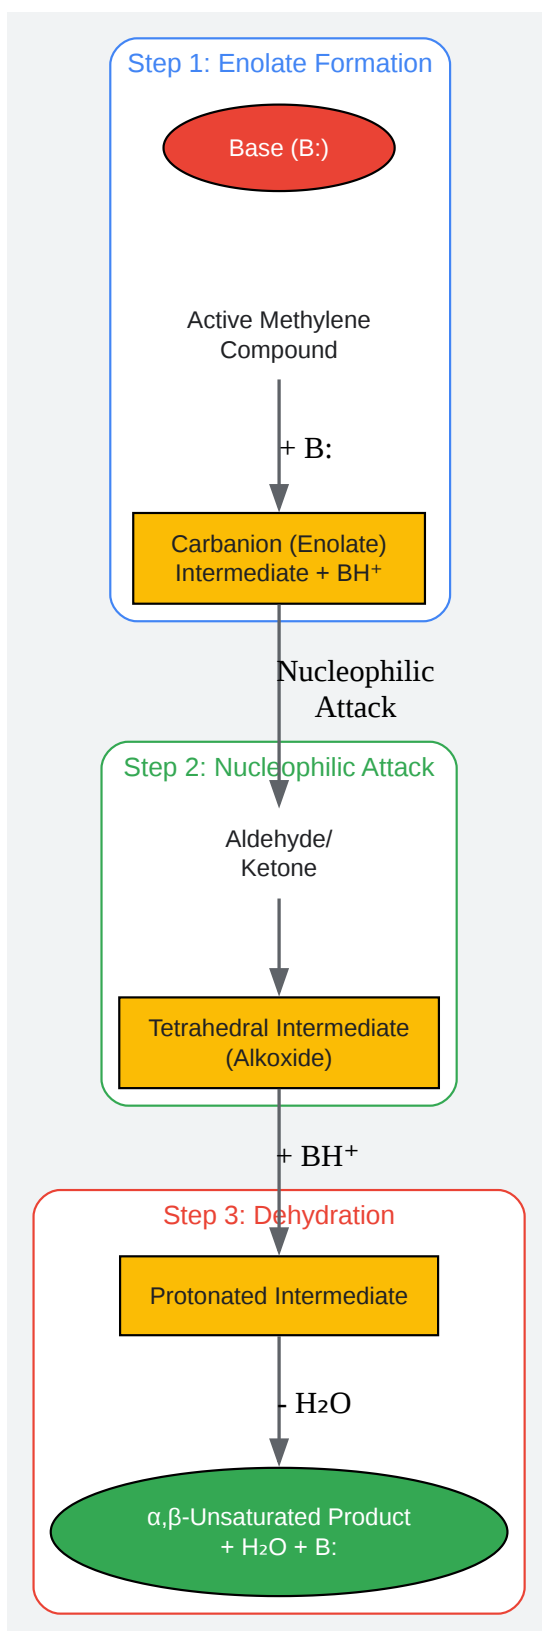 Step 1: Enolate Formation
Base (B:)
Active Methylene
Compound
+ B:
Carbanion (Enolate)
Intermediate + BH⁺
Nucleophilic
Attack
Step 2: Nucleophilic Attack
Aldehyde/
Ketone
Tetrahedral Intermediate
(Alkoxide)
+ BH⁺
Step 3: Dehydration
Protonated Intermediate
- H₂O
α,β-Unsaturated Product
+ H₂O + B: